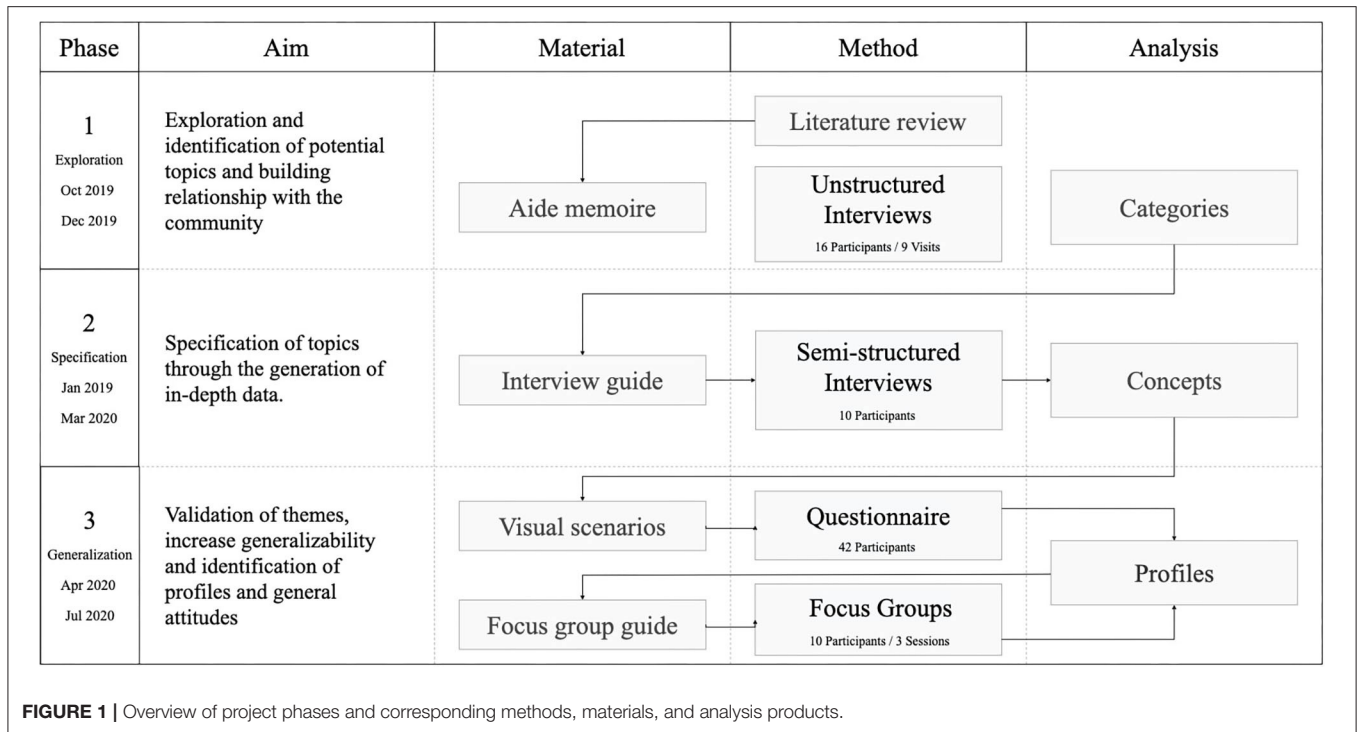 Phase Aim Material Method Analysis
1
Exploration
Oct 2019
Dec 2019
Exploration and
identification of potential
topics and building
relationship with the
community
Literature review
Aide memoire
Unstructured
Interviews
16 Participants / 9 Visits
Categories
2
Specification
Jan 2019
Mar 2020
Specification of topics
through the generation of
in-depth data.
Interview guide
Semi-structured
Interviews
10 Participants
Concepts
3
Generalization
Apr 2020
Jul 2020
Validation of themes,
increase generalizability
and identification of
profiles and general
attitudes
Visual scenarios
Questionnaire
42 Participants
Profiles
Focus group guide
Focus Groups
10 Participants / 3 Sessions
FIGURE 1 | Overview of project phases and corresponding methods, materials, and analysis products.